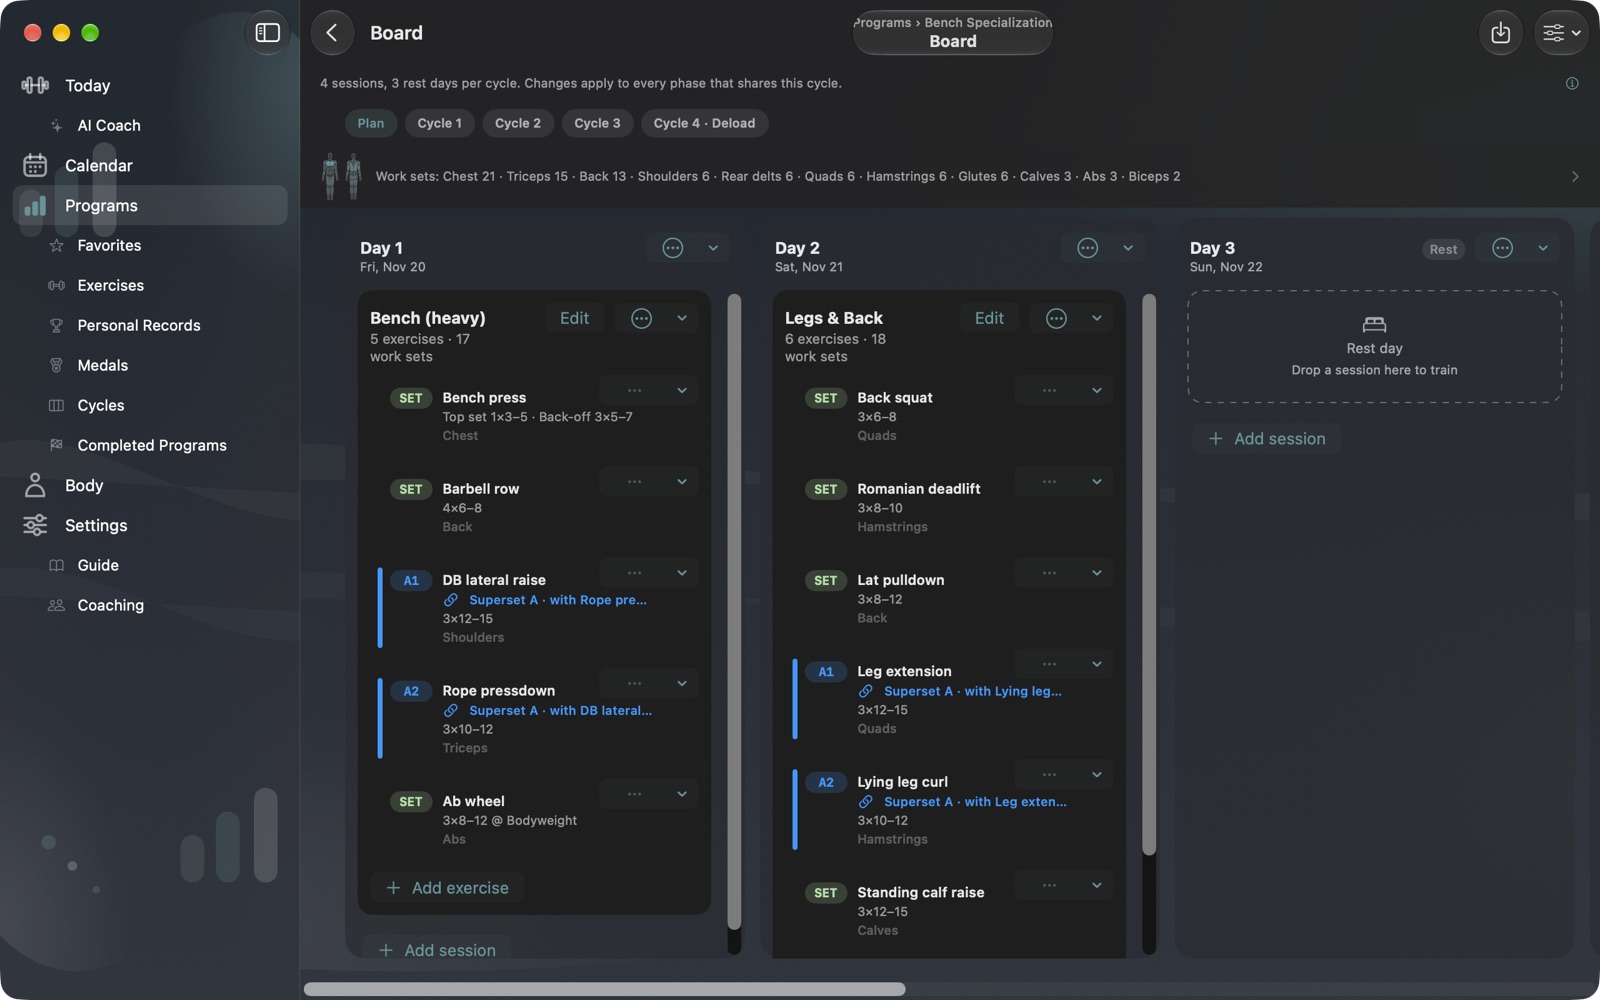 Today
AI Coach
Calendar
Programs
Favorites
Exercises
Personal Records
Medals
Cycles
Completed Programs
Body
Settings
Guide
Coaching
Board
Programs › Bench Specialization
Board
4 sessions, 3 rest days per cycle. Changes apply to every phase that shares this cycle.
Plan
Cycle 1
Cycle 2
Cycle 3
Cycle 4 · Deload
Work sets: Chest 21 · Triceps 15 · Back 13 · Shoulders 6 · Rear delts 6 · Quads 6 · Hamstrings 6 · Glutes 6 · Calves 3 · Abs 3 · Biceps 2
Day 1
Fri, Nov 20
Bench (heavy)
Edit
5 exercises · 17
work sets
SET
Bench press
Top set 1×3–5 · Back-off 3×5–7
Chest
SET
Barbell row
4×6–8
Back
A1
DB lateral raise
Superset A · with Rope pre...
3×12–15
Shoulders
A2
Rope pressdown
Superset A · with DB lateral...
3×10–12
Triceps
SET
Ab wheel
3×8–12 @ Bodyweight
Abs
Add exercise
Add session
Day 2
Sat, Nov 21
Legs & Back
Edit
6 exercises · 18
work sets
SET
Back squat
3×6–8
Quads
SET
Romanian deadlift
3×8–10
Hamstrings
SET
Lat pulldown
3×8–12
Back
A1
Leg extension
Superset A · with Lying leg...
3×12–15
Quads
A2
Lying leg curl
Superset A · with Leg exten...
3×10–12
Hamstrings
SET
Standing calf raise
3×12–15
Calves
Day 3
Rest
Sun, Nov 22
Rest day
Drop a session here to train
Add session